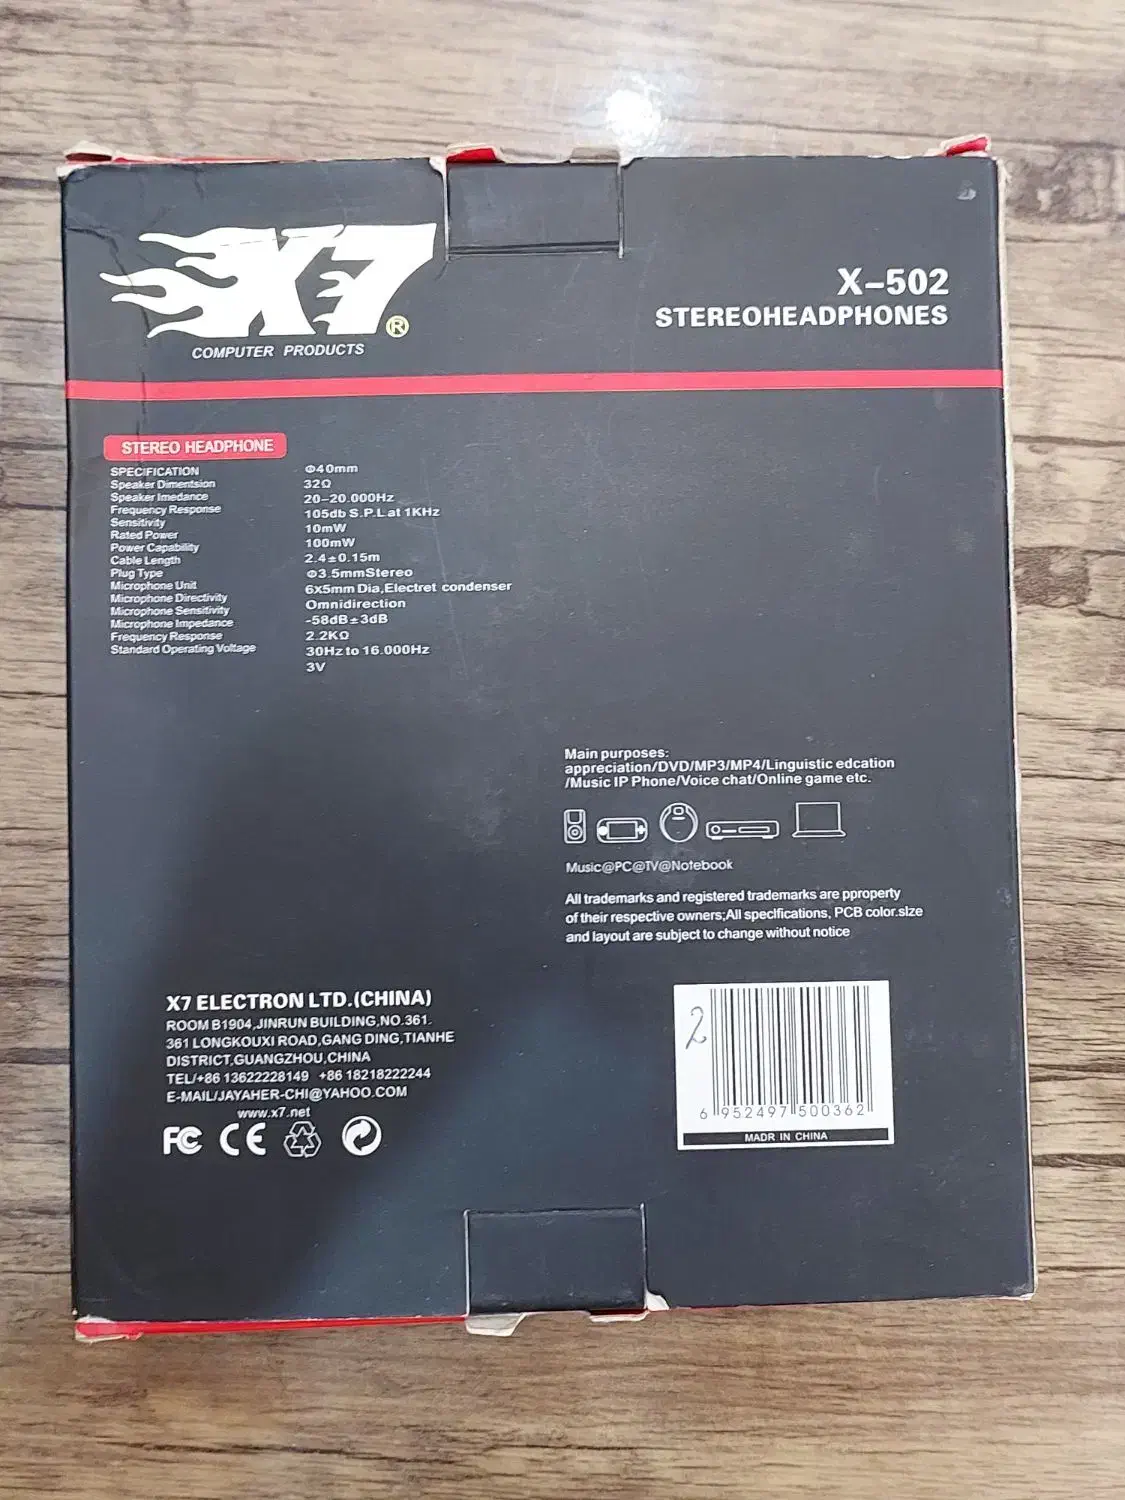 X7®
COMPUTER PRODUCTS
X-502
STEREOHEADPHONES
STEREO HEADPHONE
SPECIFICATION
Speaker Dimentsion
Speaker Imedance
Frequency Response
Sensitivity
Rated Power
Power Capability
Cable Length
Plug Type
Microphone Unit
Microphone Directivity
Microphone Sensitivity
Microphone Impedance
Frequency Response
Standard Operating Voltage
Φ40mm
32Ω
20-20.000Hz
105db S.P.L at 1KHz
10mW
100mW
2.4±0.15m
Φ3.5mmStereo
6X5mm Dia,Electret condenser
Omnidirection
-58dB±3dB
2.2KΩ
30Hz to 16.000Hz
3V
Main purposes:
appreciation/DVD/MP3/MP4/Linguistic edcation
/Music IP Phone/Voice chat/Online game etc.
Music@PC@TV@Notebook
All trademarks and registered trademarks are pproperty
of their respective owners;All specifications, PCB color.size
and layout are subject to change without notice
X7 ELECTRON LTD.(CHINA)
ROOM B1904,JINRUN BUILDING,NO.361.
361 LONGKOUXI ROAD,GANG DING,TIANHE
DISTRICT,GUANGZHOU,CHINA
TEL/+86 13622228149 +86 18218222244
E-MAIL/JAYAHER-CHI@YAHOO.COM
www.x7.net
FC CE
2
6 952497 500362
MADR IN CHINA